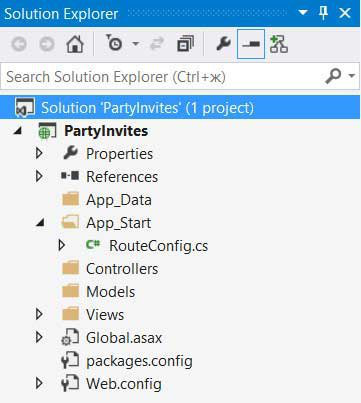 Solution Explorer
Search Solution Explorer (Ctrl+ж)
Solution 'PartyInvites' (1 project)
PartyInvites
Properties
References
App_Data
App_Start
C# RouteConfig.cs
Controllers
Models
Views
Global.asax
packages.config
Web.config